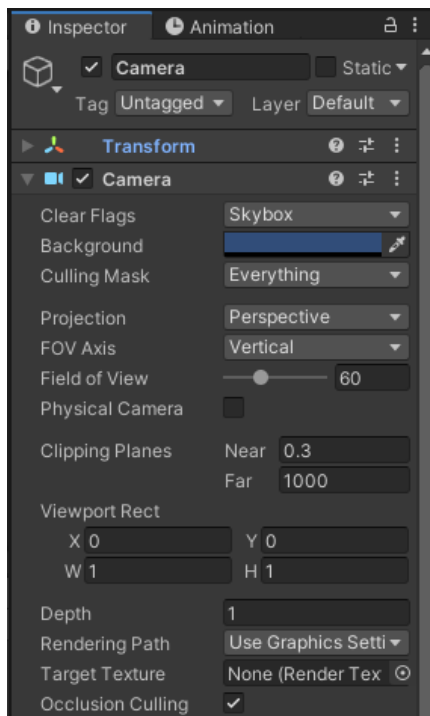 Inspector Animation
Camera Static
Tag Untagged Layer Default
Transform
Camera
Clear Flags Skybox
Background
Culling Mask Everything
Projection Perspective
FOV Axis Vertical
Field of View 60
Physical Camera
Clipping Planes Near 0.3
Far 1000
Viewport Rect
X 0 Y 0
W 1 H 1
Depth 1
Rendering Path Use Graphics Setti
Target Texture None (Render Tex
Occlusion Culling